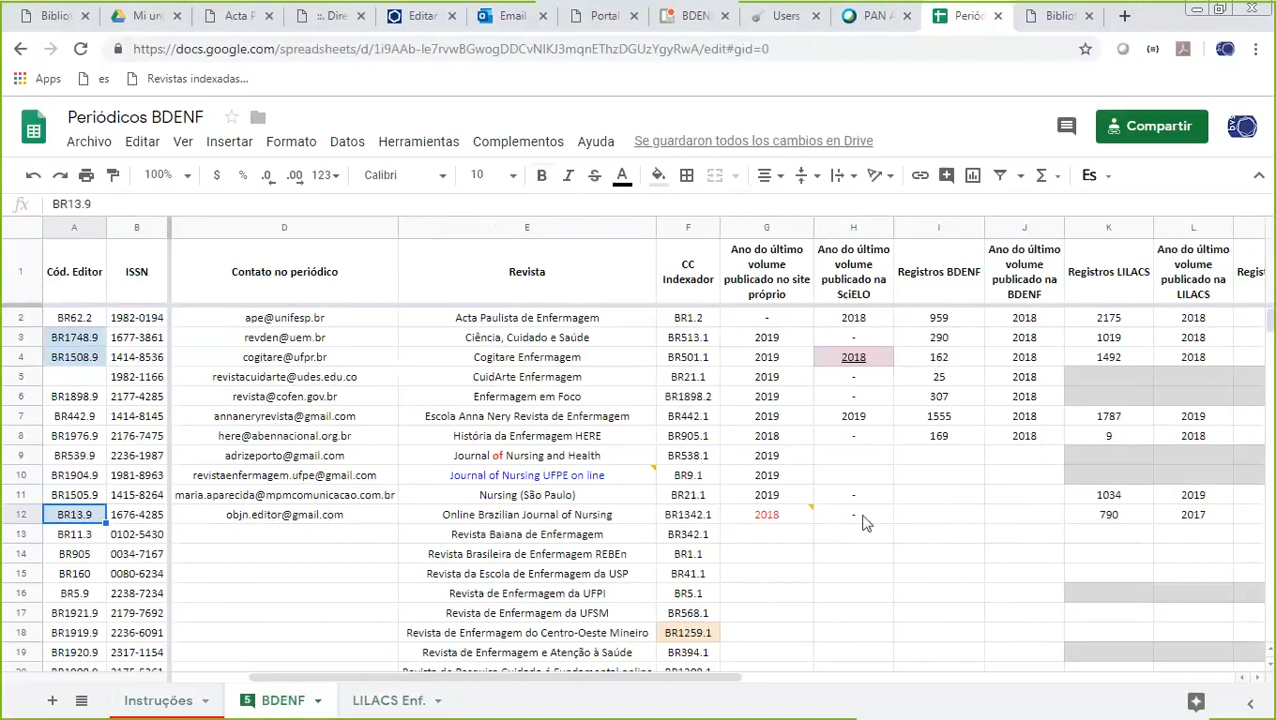 Bibliot Mi uni Acta P ::. Dire Editar Email Portal BDEN Users PAN A Periód Bibliot
https://docs.google.com/spreadsheets/d/1i9AAb-Ie7rvwBGwogDDCvNIKJ3mqnEThzDGUzYgyRwA/edit#gid=0
Apps es Revistas indexadas...
Periódicos BDENF
Archivo Editar Ver Insertar Formato Datos Herramientas Complementos Ayuda Se guardaron todos los cambios en Drive
Compartir
100% $ % .0 .00 123 Calibri 10 B I S A Σ Es
fx BR13.9
A B D E F G H I J K L
1 Cód. Editor ISSN Contato no periódico Revista CC Indexador Ano do último volume publicado no site próprio Ano do último volume publicado na SciELO Registros BDENF Ano do último volume publicado na BDENF Registros LILACS Ano do último volume publicado na LILACS Regist
2 BR62.2 1982-0194 ape@unifesp.br Acta Paulista de Enfermagem BR1.2 - 2018 959 2018 2175 2018
3 BR1748.9 1677-3861 revden@uem.br Ciência, Cuidado e Saúde BR513.1 2019 - 290 2018 1019 2018
4 BR1508.9 1414-8536 cogitare@ufpr.br Cogitare Enfermagem BR501.1 2019 2018 162 2018 1492 2018
5 1982-1166 revistacuidarte@udes.edu.co CuidArte Enfermagem BR21.1 2019 - 25 2018
6 BR1898.9 2177-4285 revista@cofen.gov.br Enfermagem em Foco BR1898.2 2019 - 307 2018
7 BR442.9 1414-8145 annaneryrevista@gmail.com Escola Anna Nery Revista de Enfermagem BR442.1 2019 2019 1555 2018 1787 2019
8 BR1976.9 2176-7475 here@abennacional.org.br História da Enfermagem HERE BR905.1 2018 - 169 2018 9 2018
9 BR539.9 2236-1987 adrizeporto@gmail.com Journal of Nursing and Health BR538.1 2019
10 BR1904.9 1981-8963 revistaenfermagem.ufpe@gmail.com Journal of Nursing UFPE on line BR9.1 2019
11 BR1505.9 1415-8264 maria.aparecida@mpmcomunicacao.com.br Nursing (São Paulo) BR21.1 2019 - 1034 2019
12 BR13.9 1676-4285 objn.editor@gmail.com Online Brazilian Journal of Nursing BR1342.1 2018 - 790 2017
13 BR11.3 0102-5430 Revista Baiana de Enfermagem BR342.1
14 BR905 0034-7167 Revista Brasileira de Enfermagem REBEn BR1.1
15 BR160 0080-6234 Revista da Escola de Enfermagem da USP BR41.1
16 BR5.9 2238-7234 Revista de Enfermagem da UFPI BR5.1
17 BR1921.9 2179-7692 Revista de Enfermagem da UFSM BR568.1
18 BR1919.9 2236-6091 Revista de Enfermagem do Centro-Oeste Mineiro BR1259.1
19 BR1920.9 2317-1154 Revista de Enfermagem e Atenção à Saúde BR394.1
Instruções 5 BDENF LILACS Enf.